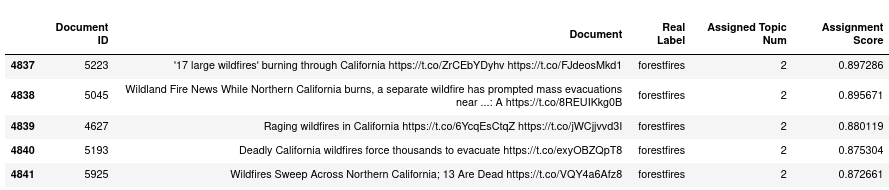 Document ID Document Real Label Assigned Topic Num Assignment Score
4837 5223 '17 large wildfires' burning through California https://t.co/ZrCEbYDyhv https://t.co/FJdeosMkd1 forestfires 2 0.897286
4838 5045 Wildland Fire News While Northern California burns, a separate wildfire has prompted mass evacuations near ...: A https://t.co/8REUIKkg0B forestfires 2 0.895671
4839 4627 Raging wildfires in California https://t.co/6YcqEsCtqZ https://t.co/jWCjjvvd3I forestfires 2 0.880119
4840 5193 Deadly California wildfires force thousands to evacuate https://t.co/exyOBZQpT8 forestfires 2 0.875304
4841 5925 Wildfires Sweep Across Northern California; 13 Are Dead https://t.co/VQY4a6Afz8 forestfires 2 0.872661